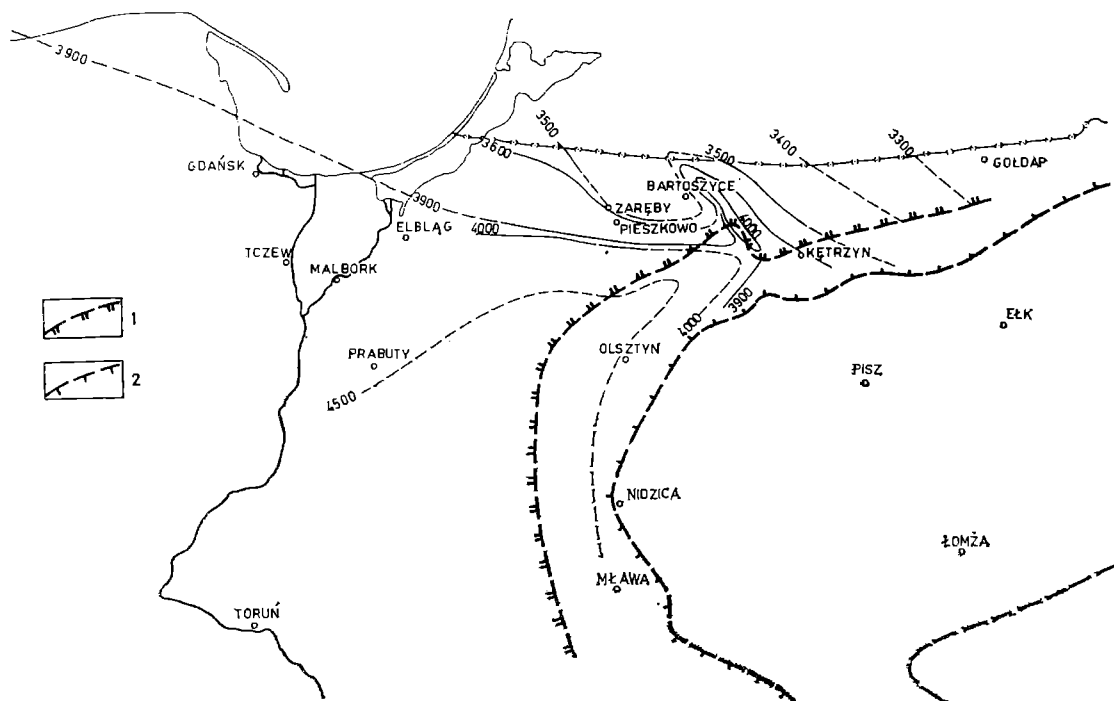 3900
3500
3600
3500
3400
3300
GOŁDAP
GDAŃSK
BARTOSZYCE
ZARĘBY
PIESZKOWO
3900
4000
ELBLĄG
4000
KĘTRZYN
TCZEW
MALBORK
3900
4000
1
EŁK
OLSZTYN
PRABUTY
PISZ
2
4500
NIDZICA
ŁOMŻA
MŁAWA
TORUŃ